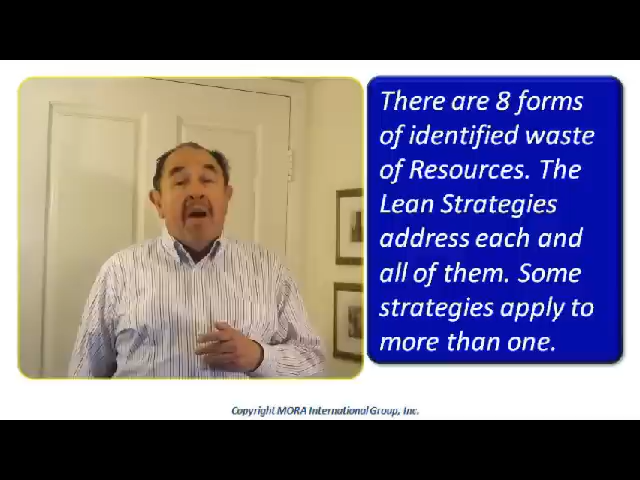 There are 8 forms
of identified waste
of Resources. The
Lean Strategies
address each and
all of them. Some
strategies apply to
more than one.
Copyright MORA International Group, Inc.